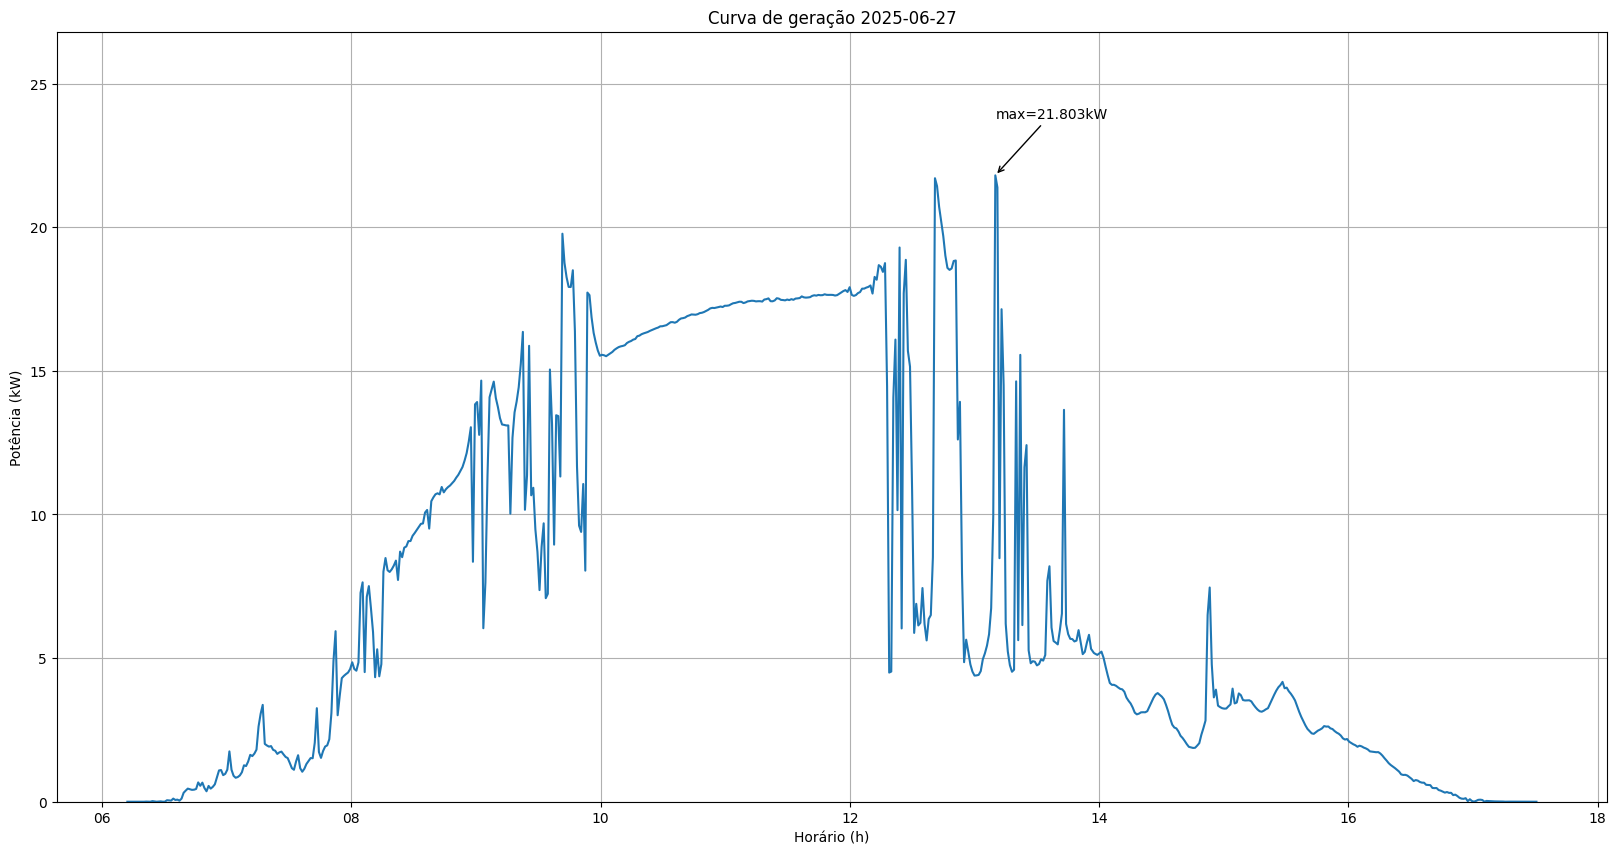 Curva de geração 2025-06-27
max=21.803kW
Potência (kW)
25
20
15
10
5
0
06 08 10 12 14 16 18
Horário (h)